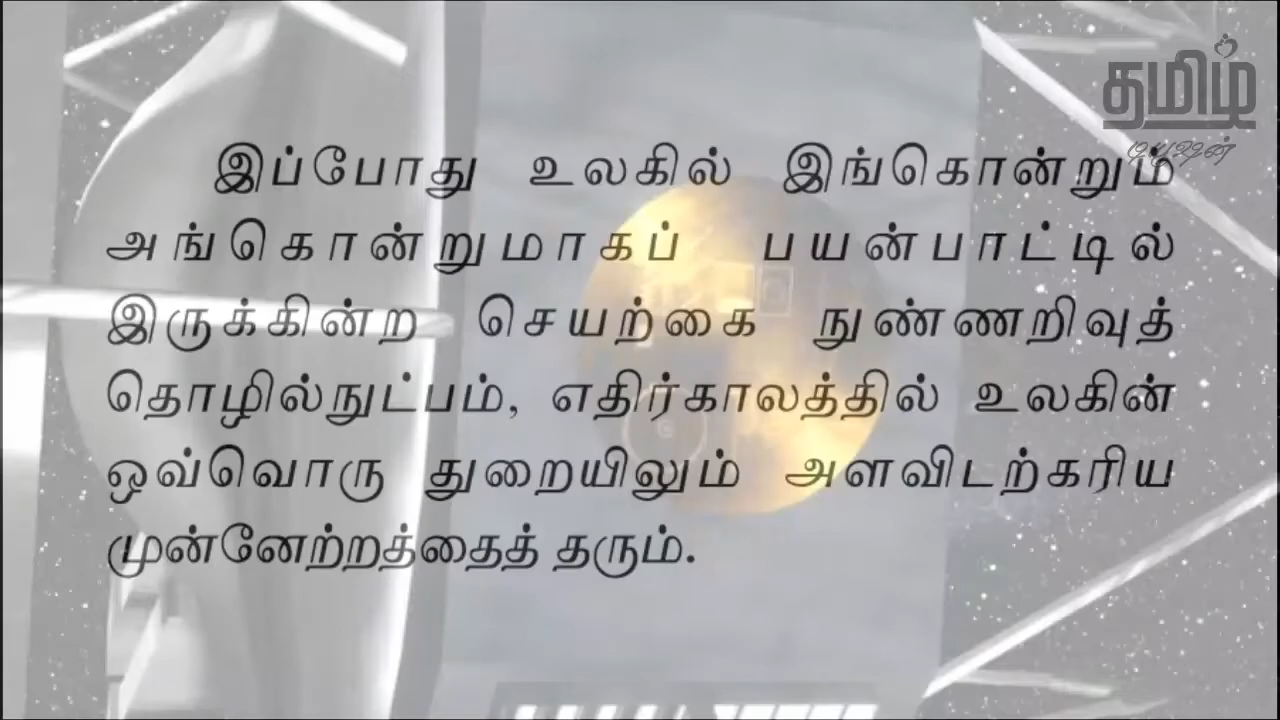 தமிழ்
டியூஷன்
இப்போது உலகில் இங்கொன்றும்
அங்கொன்றுமாகப் பயன்பாட்டில்
இருக்கின்ற செயற்கை நுண்ணறிவுத்
தொழில்நுட்பம், எதிர்காலத்தில் உலகின்
ஒவ்வொரு துறையிலும் அளவிடற்கரிய
முன்னேற்றத்தைத் தரும்.